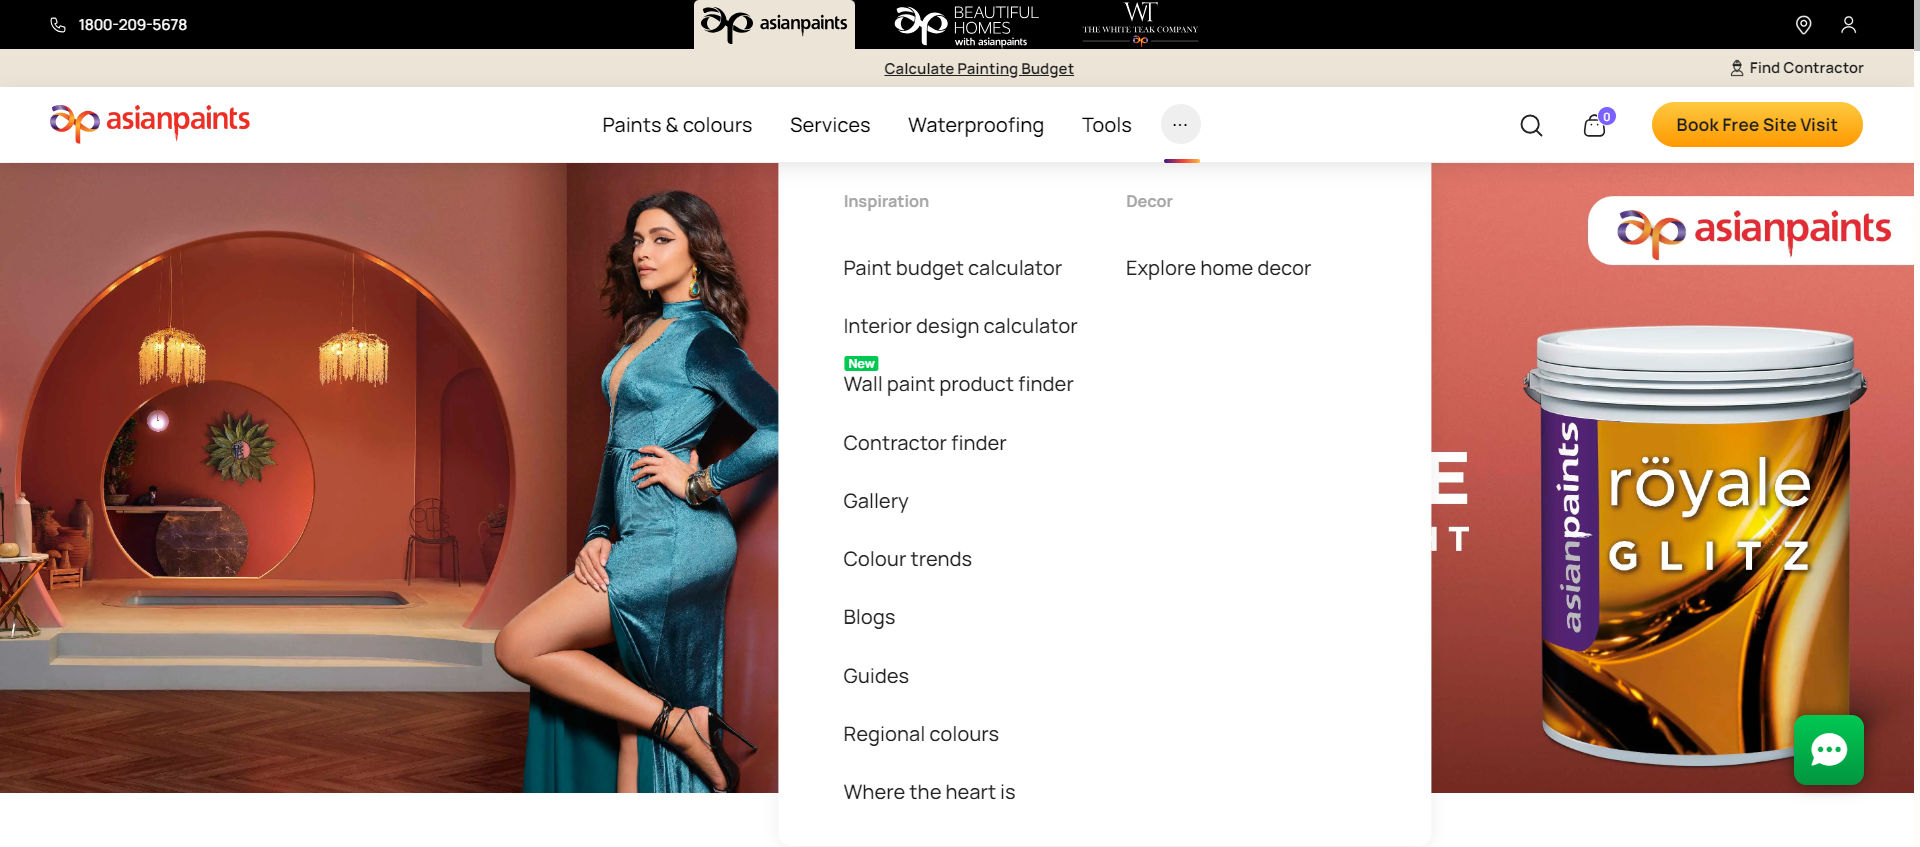 1800-209-5678
asianpaints
BEAUTIFUL
HOMES
with asianpaints
WT
THE WHITE TEAK COMPANY
Calculate Painting Budget
Find Contractor
asianpaints
Paints & colours
Services
Waterproofing
Tools
...
0
Book Free Site Visit
Inspiration
Decor
Paint budget calculator
Explore home decor
Interior design calculator
New
Wall paint product finder
Contractor finder
Gallery
Colour trends
Blogs
Guides
Regional colours
Where the heart is
asianpaints
E
T
asianpaints
röyale
GLITZ